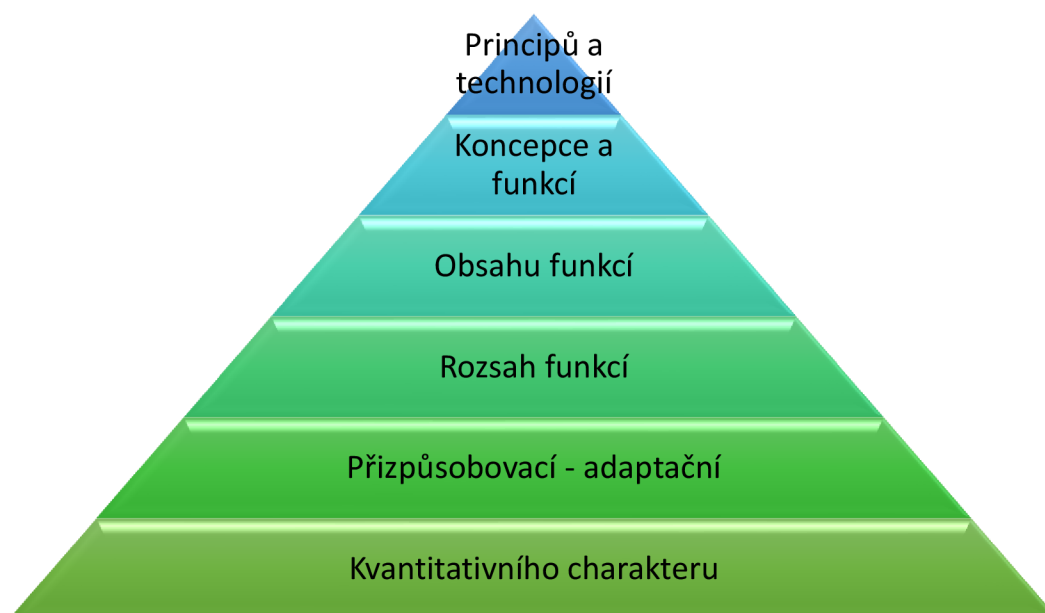 Principů a
technologií
Koncepce a
funkcí
Obsahu funkcí
Rozsah funkcí
Přizpůsobovací - adaptační
Kvantitativního charakteru